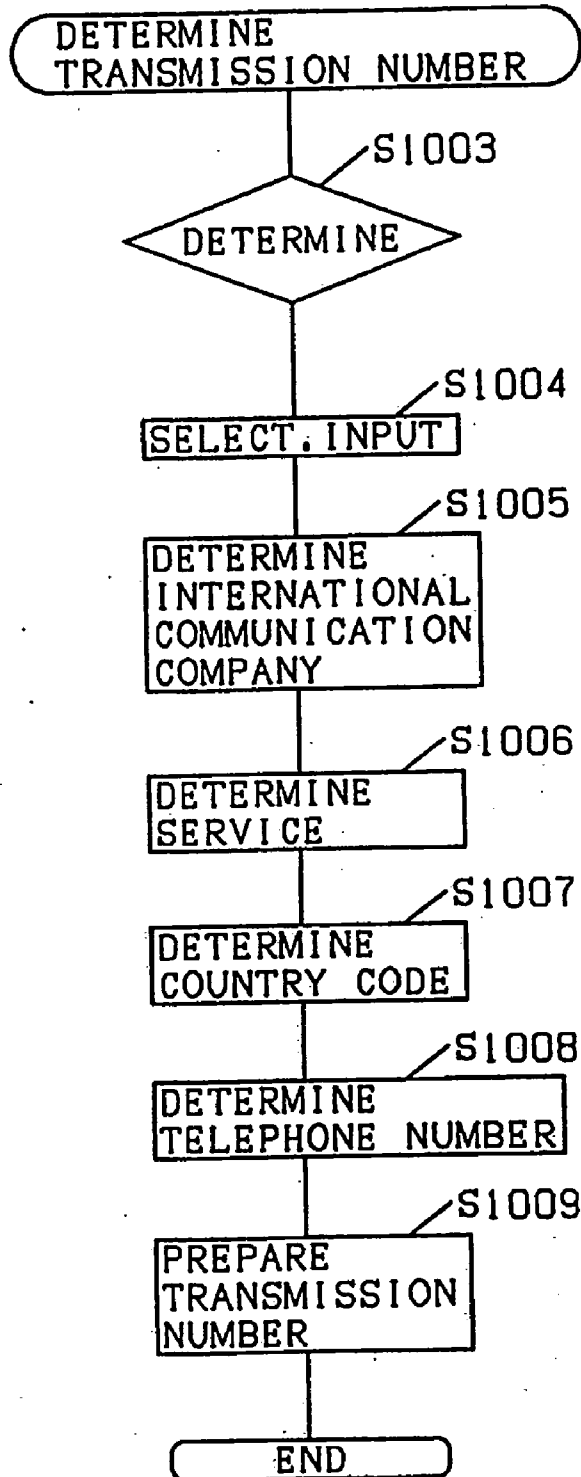 DETERMINE
TRANSMISSION NUMBER
S1003
DETERMINE
S1004
SELECT.INPUT
S1005
DETERMINE
INTERNATIONAL
COMMUNICATION
COMPANY
S1006
DETERMINE
SERVICE
S1007
DETERMINE
COUNTRY CODE
S1008
DETERMINE
TELEPHONE NUMBER
S1009
PREPARE
TRANSMISSION
NUMBER
END